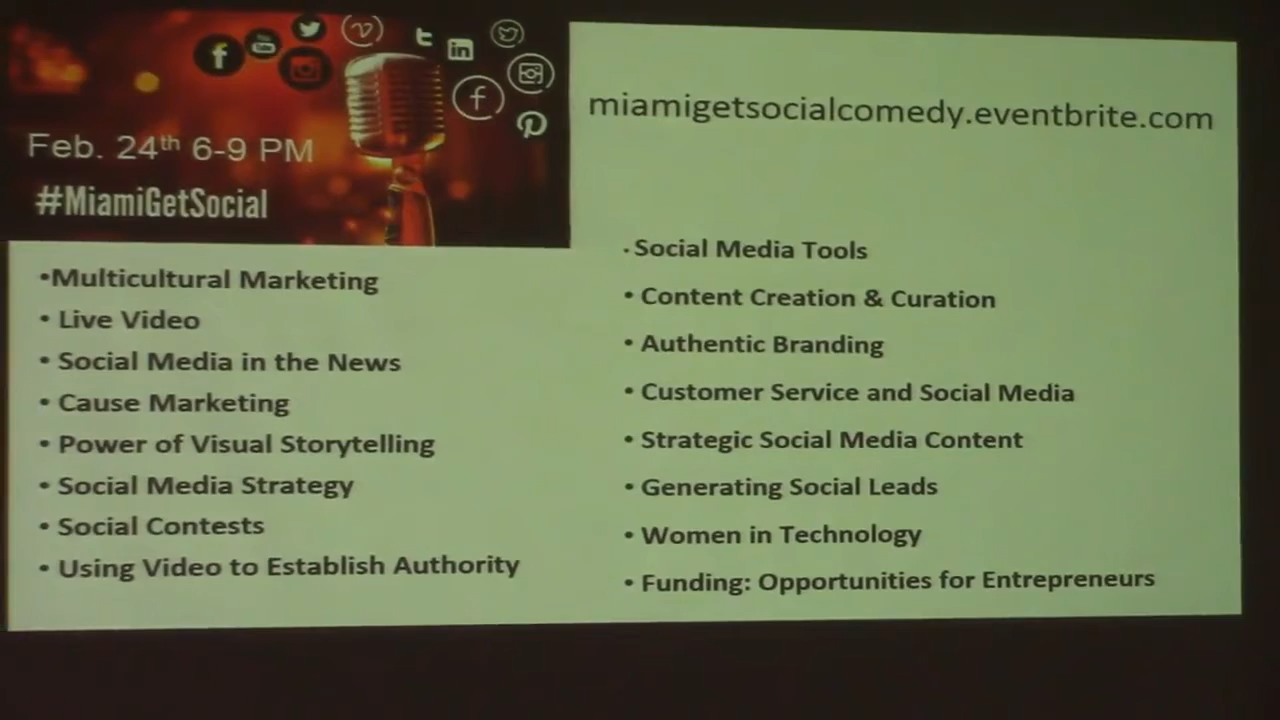 Feb. 24th 6-9 PM
#MiamiGetSocial
miamigetsocialcomedy.eventbrite.com
•Multicultural Marketing
• Live Video
• Social Media in the News
• Cause Marketing
• Power of Visual Storytelling
• Social Media Strategy
• Social Contests
• Using Video to Establish Authority
• Social Media Tools
• Content Creation & Curation
• Authentic Branding
• Customer Service and Social Media
• Strategic Social Media Content
• Generating Social Leads
• Women in Technology
• Funding: Opportunities for Entrepreneurs